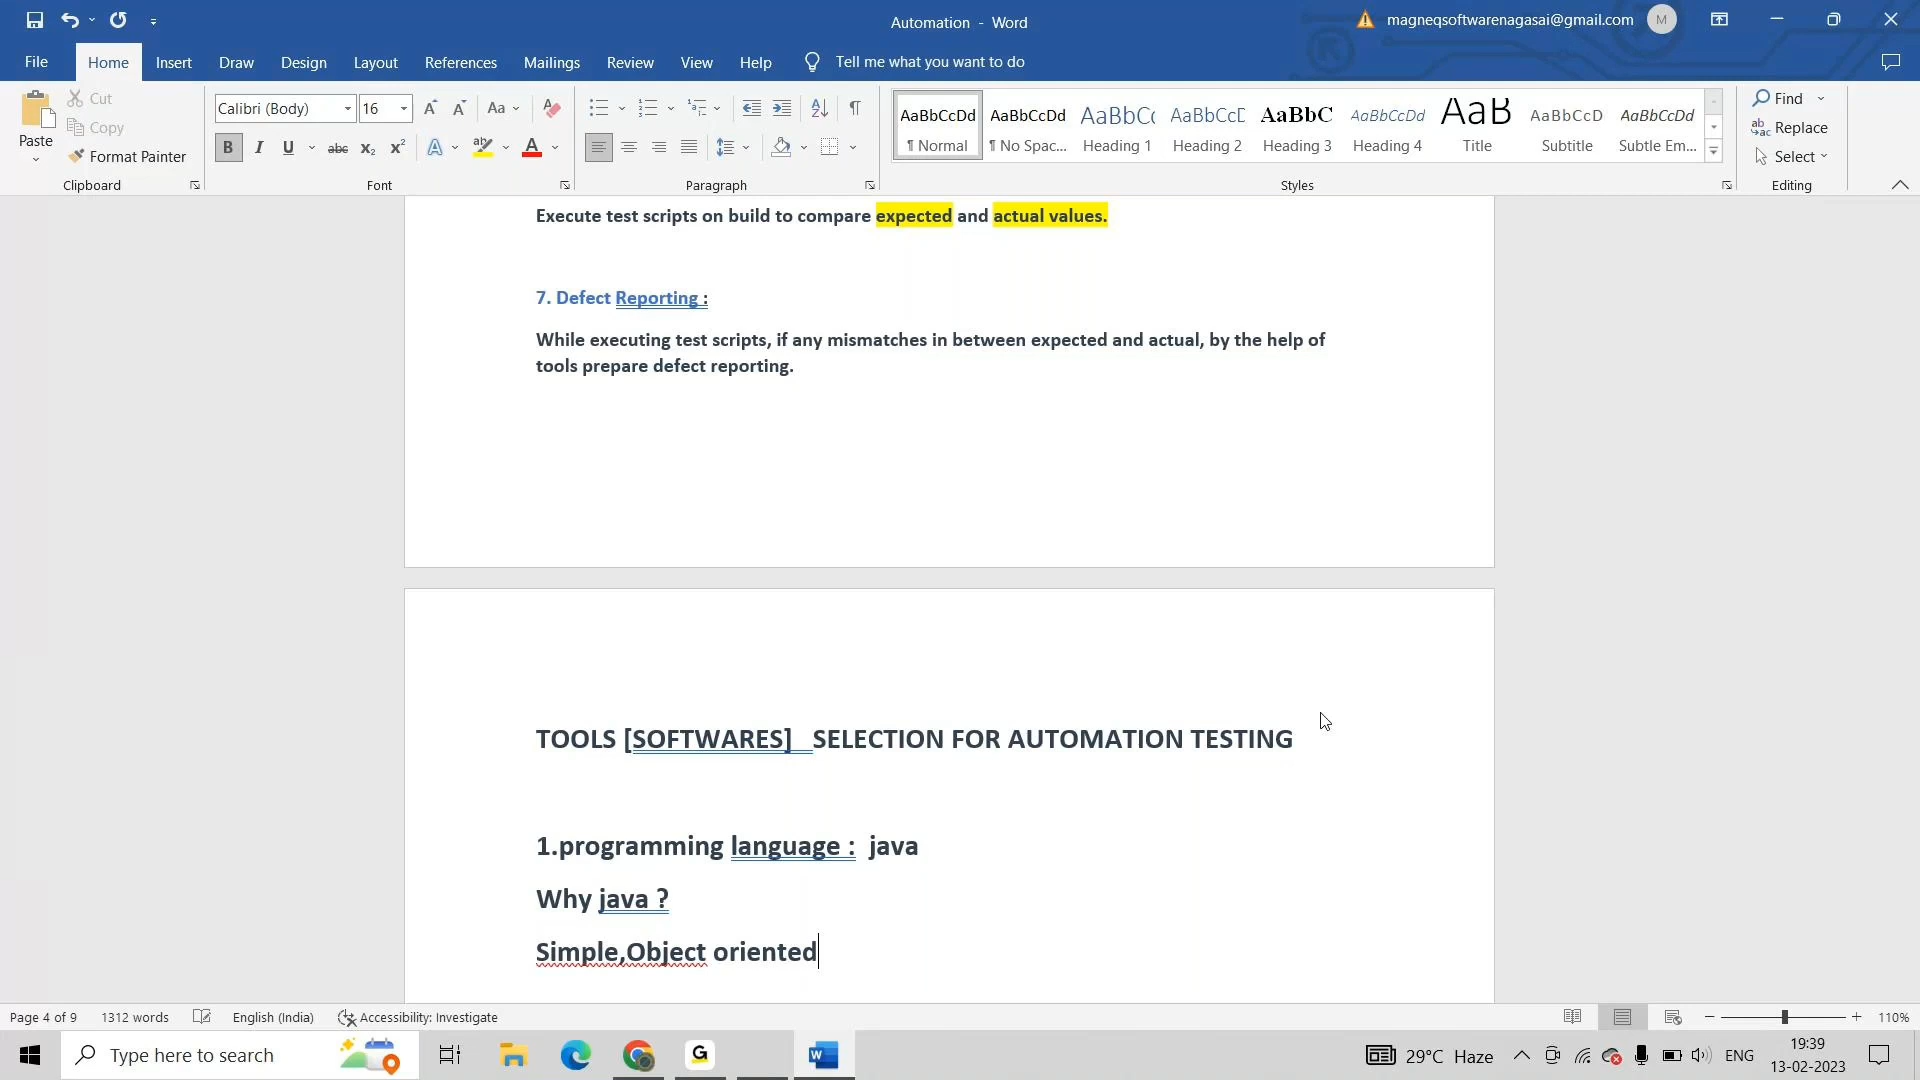 Automation - Word
magneqsoftwarenagasai@gmail.com
M
File Home Insert Draw Design Layout References Mailings Review View Help Tell me what you want to do
Paste
Cut
Copy
Format Painter
Clipboard
Calibri (Body) 16
Aa
B I U abc x₂ x² A ab A
Font
Paragraph
AaBbCcDd AaBbCcDd AaBbCc AaBbCcE AaBbC AaBbCcDd AaB AaBbCcD AaBbCcDd
¶ Normal ¶ No Spac... Heading 1 Heading 2 Heading 3 Heading 4 Title Subtitle Subtle Em...
Styles
Find
Replace
Select
Editing
Execute test scripts on build to compare expected and actual values.
7. Defect Reporting :
While executing test scripts, if any mismatches in between expected and actual, by the help of
tools prepare defect reporting.
TOOLS [SOFTWARES] SELECTION FOR AUTOMATION TESTING
1.programming language : java
Why java ?
Simple,Object oriented
Page 4 of 9 1312 words English (India) Accessibility: Investigate 110%
Type here to search
G
W
29°C Haze
ENG
19:39
13-02-2023